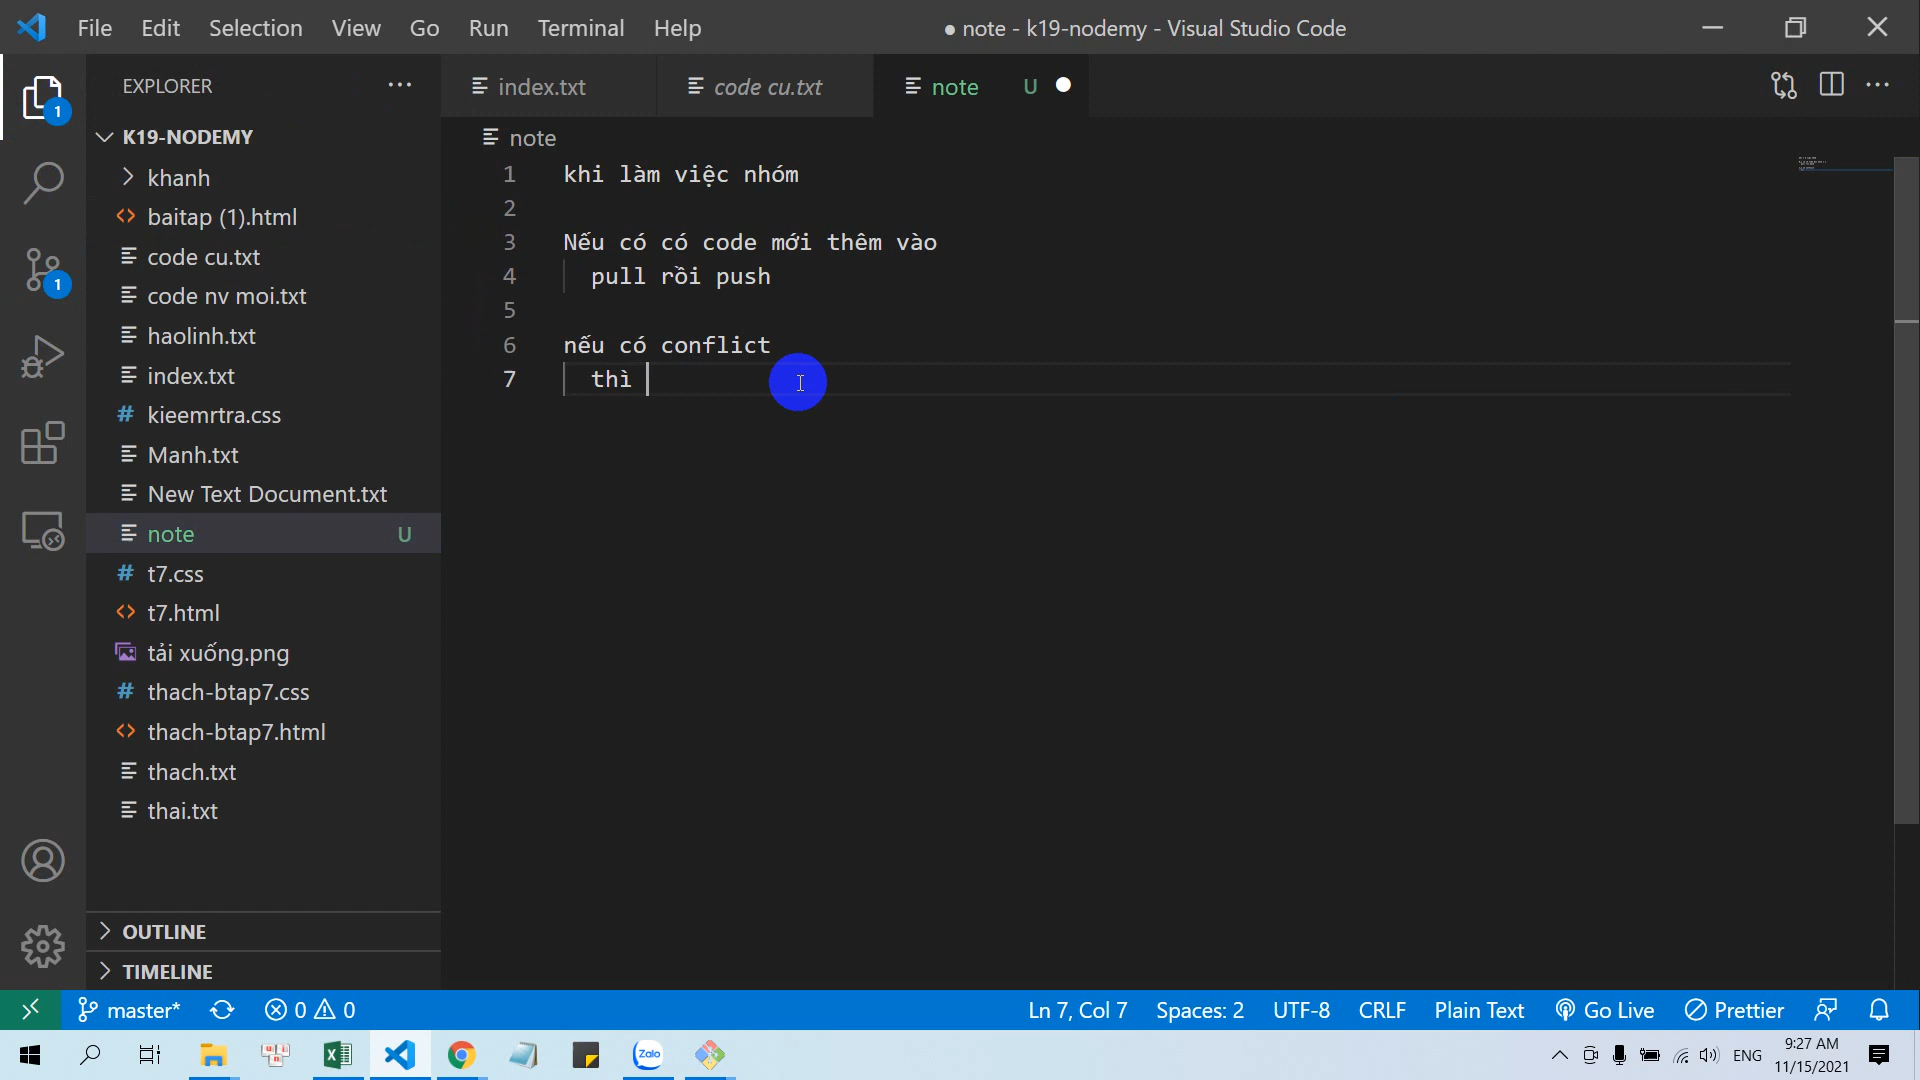 File Edit Selection View Go Run Terminal Help
● note - k19-nodemy - Visual Studio Code
EXPLORER
index.txt
code cu.txt
note U
K19-NODEMY
khanh
baitap (1).html
code cu.txt
code nv moi.txt
haolinh.txt
index.txt
kieemrtra.css
Manh.txt
New Text Document.txt
note U
t7.css
t7.html
tải xuống.png
thach-btap7.css
thach-btap7.html
thach.txt
thai.txt
OUTLINE
TIMELINE
1
1
note
1 khi làm việc nhóm
2
3 Nếu có có code mới thêm vào
4 pull rồi push
5
6 nếu có conflict
7 thì
master* 0 0
Ln 7, Col 7 Spaces: 2 UTF-8 CRLF Plain Text Go Live Prettier
Zalo
ENG
9:27 AM
11/15/2021